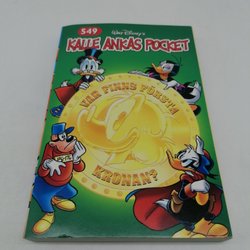 549
WALT DISNEY's
KALLE ANKAS POCKET
VAR FINNS FÖRSTA
KRONAN?